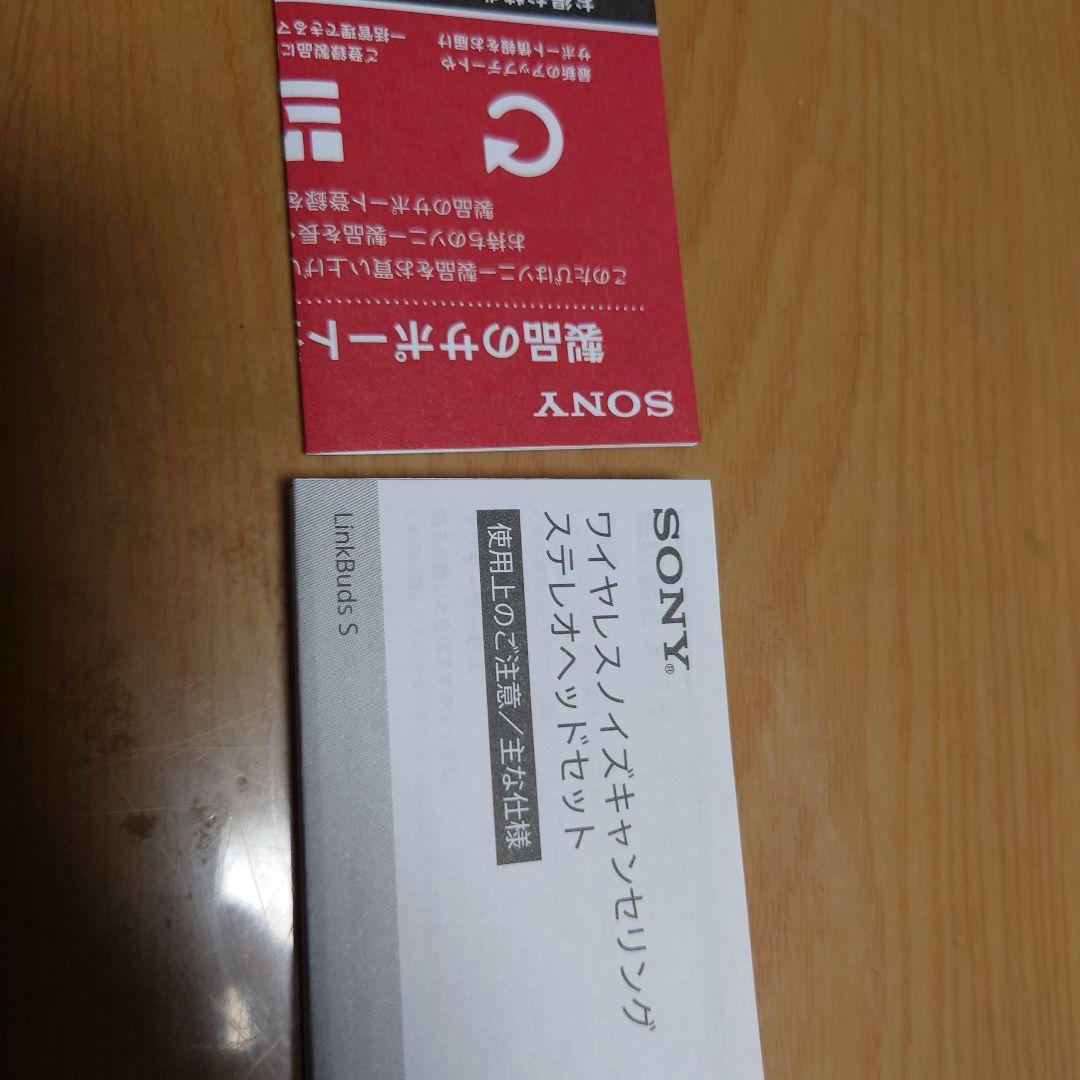 SONY
製品のサポート
このたびはソニー製品をお買い上げい
お持ちのソニー製品を長く
製品のサポート登録を
最新のアップデートや
サポート情報をお届け
ご登録製品に
一括管理できるマ
SONY®
ワイヤレスノイズキャンセリング
ステレオヘッドセット
使用上のご注意/主な仕様
LinkBuds S